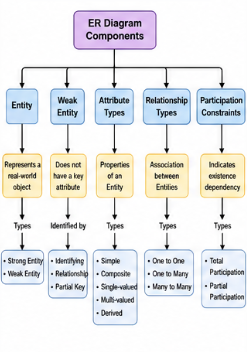 ER Diagram
Components
Entity
Weak
Entity
Attribute
Types
Relationship
Types
Participation
Constraints
Represents a
real-world
object
Does not
have a key
attribute
Properties
of an
Entity
Association
between
Entities
Indicates
existence
dependency
Types
Identified by
Types
Types
Types
• Strong Entity
• Weak Entity
• Identifying
• Relationship
• Partial Key
• Simple
• Composite
• Single-valued
• Multi-valued
• Derived
• One to One
• One to Many
• Many to Many
• Total
Participation
• Partial
Participation